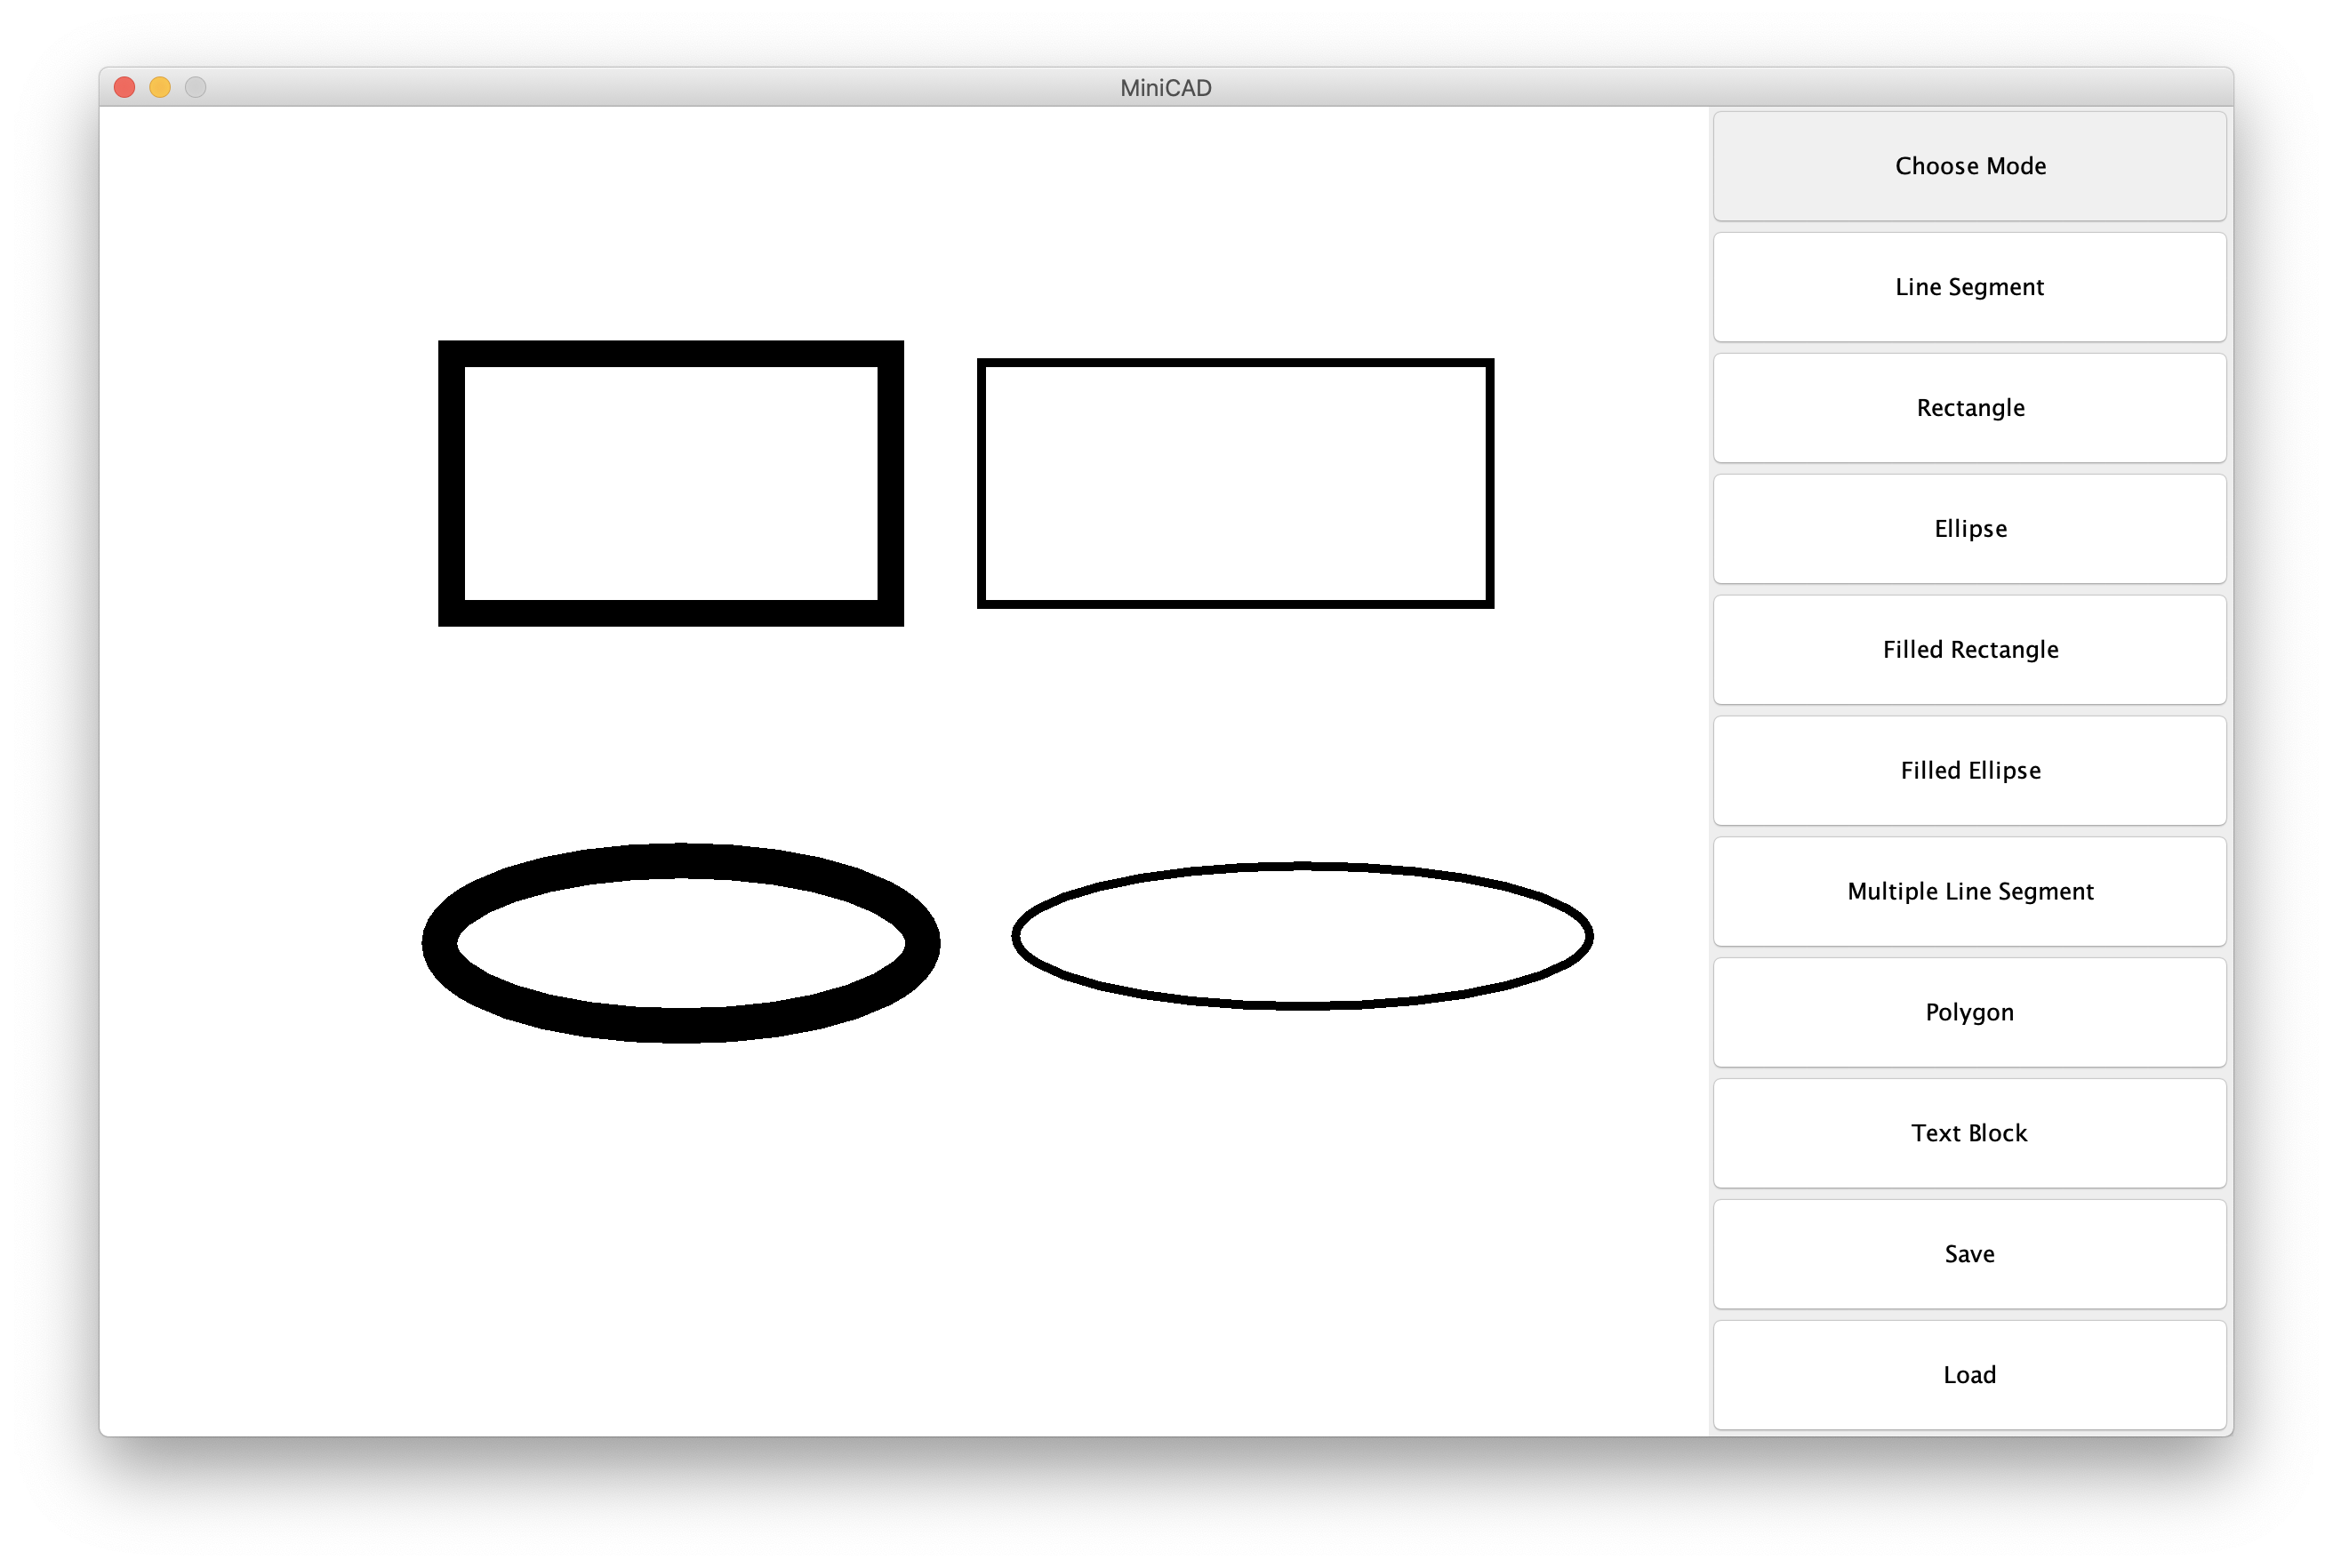 MiniCAD
Choose Mode
Line Segment
Rectangle
Ellipse
Filled Rectangle
Filled Ellipse
Multiple Line Segment
Polygon
Text Block
Save
Load